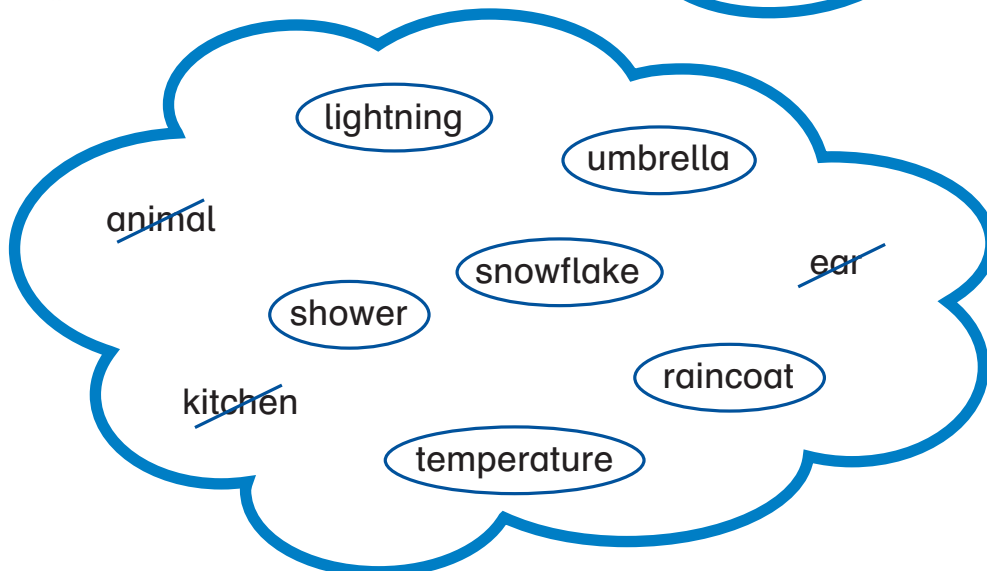 lightning
umbrella
animal
ear
snowflake
shower
raincoat
kitchen
temperature